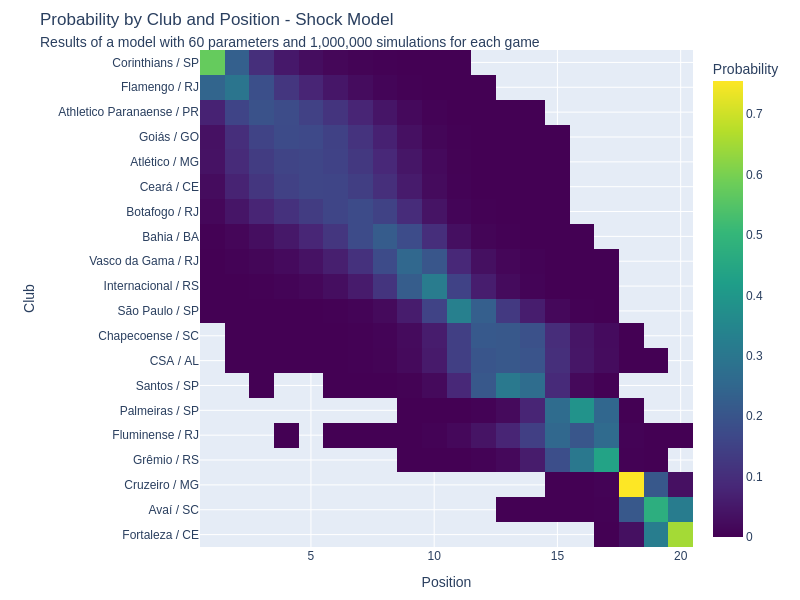 Probability by Club and Position - Shock Model
Results of a model with 60 parameters and 1,000,000 simulations for each game
Probability
Corinthians / SP
Flamengo / RJ
Athletico Paranaense / PR
Goiás / GO
Atlético / MG
Ceará / CE
Botafogo / RJ
Bahia / BA
Vasco da Gama / RJ
Internacional / RS
São Paulo / SP
Chapecoense / SC
CSA / AL
Santos / SP
Palmeiras / SP
Fluminense / RJ
Grêmio / RS
Cruzeiro / MG
Avaí / SC
Fortaleza / CE
Club
5
10
15
20
Position
0.7
0.6
0.5
0.4
0.3
0.2
0.1
0